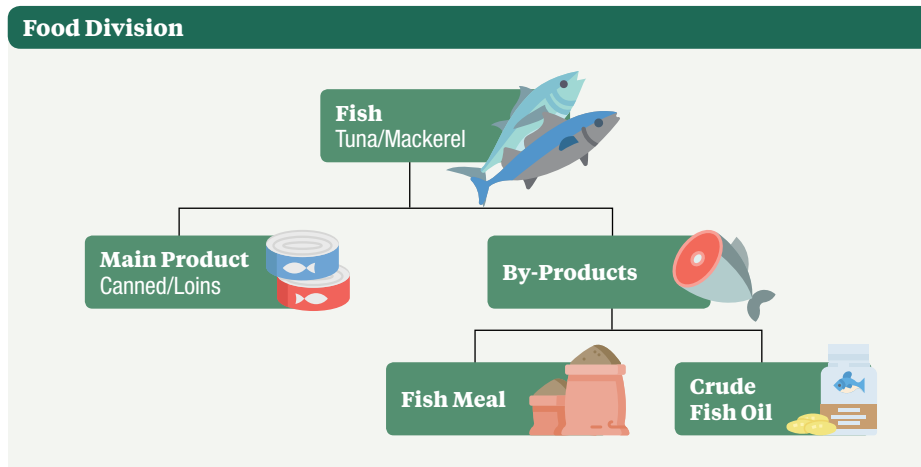 Food Division
Fish
Tuna/Mackerel
Main Product
Canned/Loins
By-Products
Fish Meal
Crude
Fish Oil